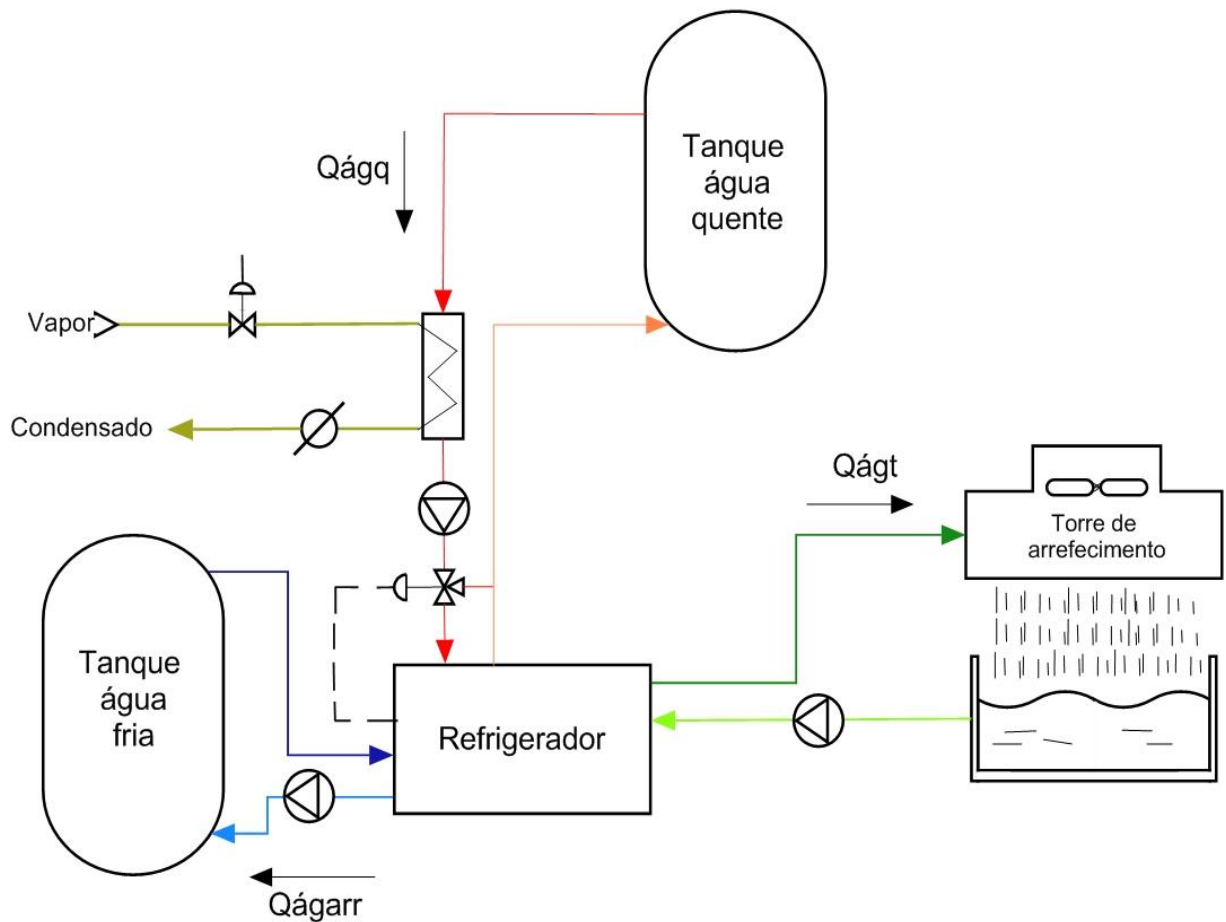 Tanque
água
quente
Qágq
Vapor
Condensado
Qágt
Torre de
arrefecimento
Tanque
água
fria
Refrigerador
Qágarr